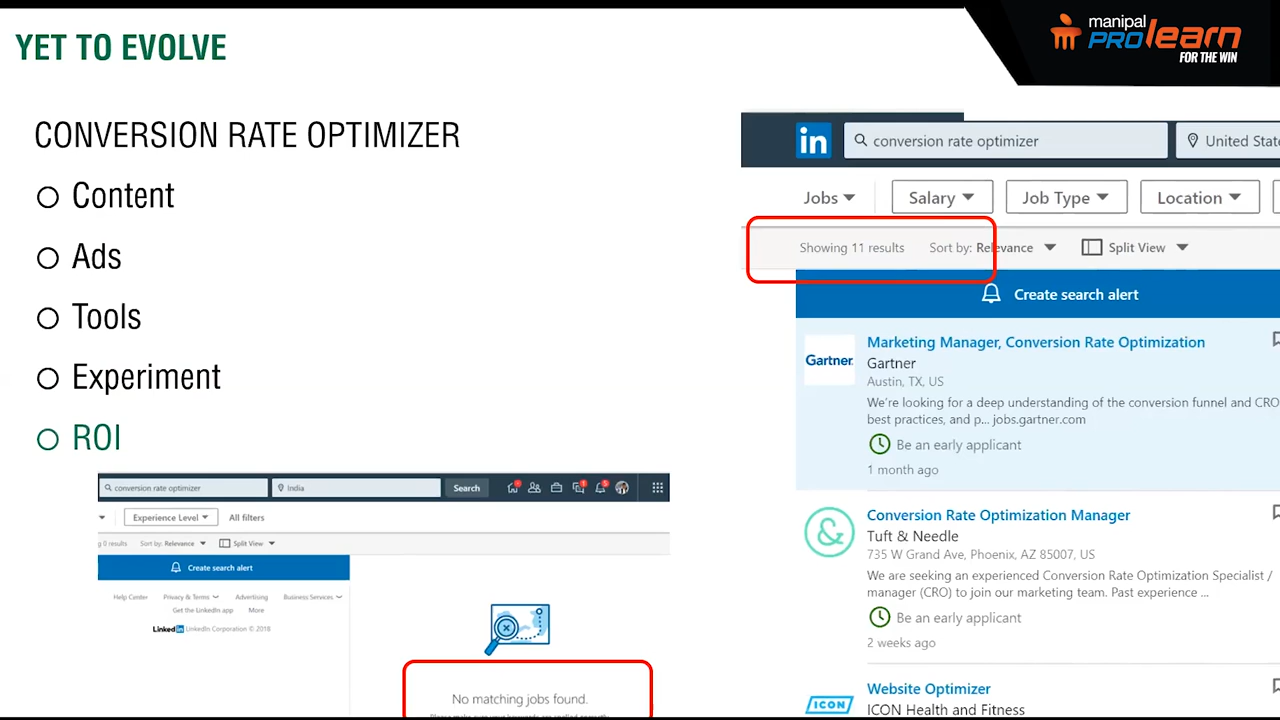 YET TO EVOLVE
manipal
PROlearn
FOR THE WIN
CONVERSION RATE OPTIMIZER
Content
Ads
Tools
Experiment
ROI
in
conversion rate optimizer
United State
Jobs
Salary
Job Type
Location
Showing 11 results
Sort by: Relevance
Split View
Create search alert
Gartner
Marketing Manager, Conversion Rate Optimization
Gartner
Austin, TX, US
We're looking for a deep understanding of the conversion funnel and CRO
best practices, and p... jobs.gartner.com
Be an early applicant
1 month ago
&
Conversion Rate Optimization Manager
Tuft & Needle
735 W Grand Ave, Phoenix, AZ 85007, US
We are seeking an experienced Conversion Rate Optimization Specialist /
manager (CRO) to join our marketing team. Past experience ...
Be an early applicant
2 weeks ago
ICON
Website Optimizer
ICON Health and Fitness
conversion rate optimizer
India
Search
Experience Level
All filters
g 0 results
Sort by: Relevance
Split View
Create search alert
Help Center
Privacy & Terms
Advertising
Business Services
Get the LinkedIn app
More
Linkedin LinkedIn Corporation © 2018
No matching jobs found.